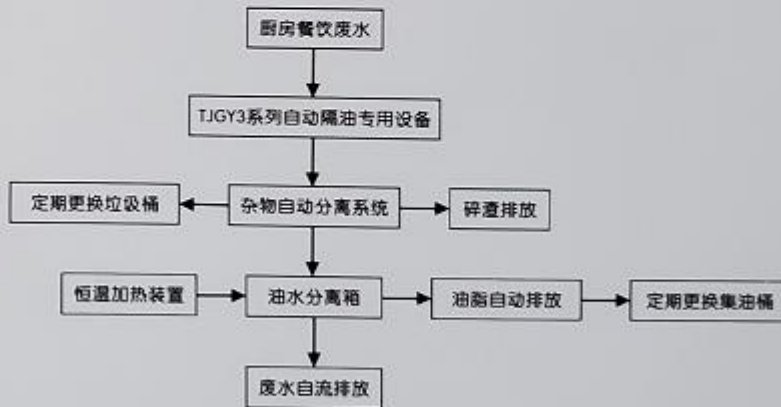 厨房餐饮废水
TJGY3系列自动隔油专用设备
定期更换垃圾桶
杂物自动分离系统
碎渣排放
恒温加热装置
油水分离箱
油脂自动排放
定期更换集油桶
废水自流排放